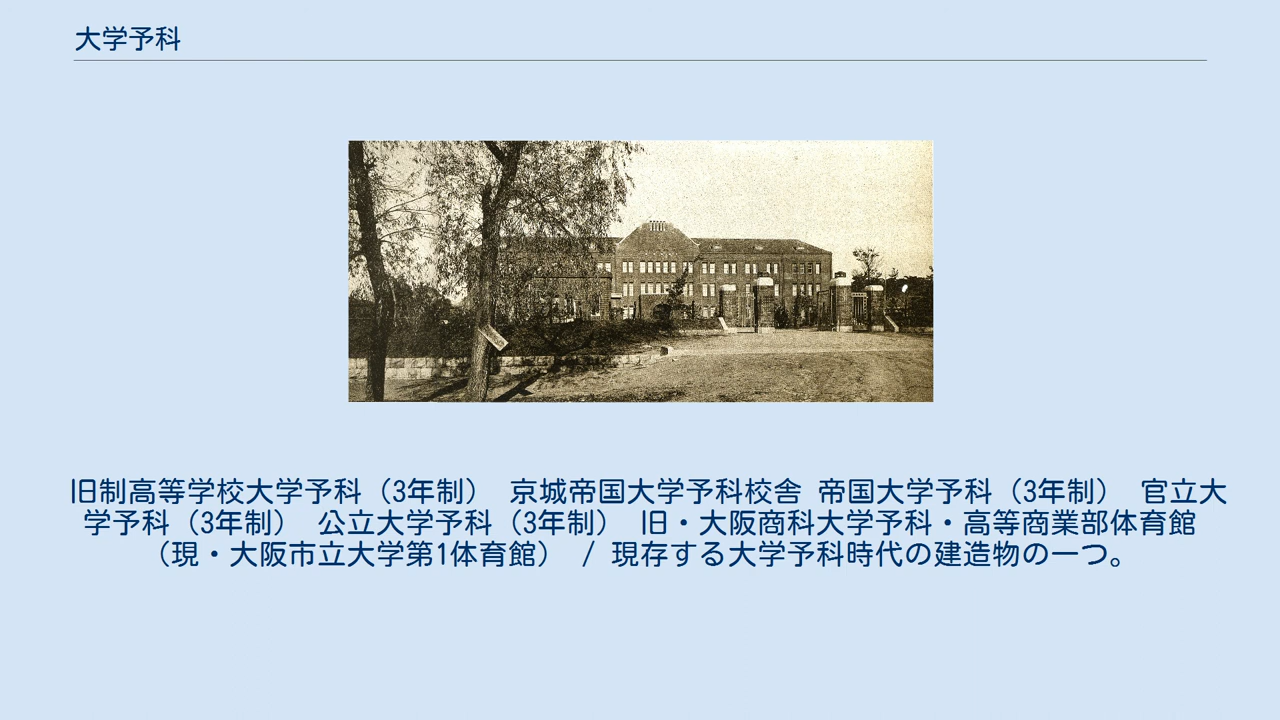 大学予科
旧制高等学校大学予科（3年制） 京城帝国大学予科校舎 帝国大学予科（3年制） 官立大
学予科（3年制） 公立大学予科（3年制） 旧・大阪商科大学予科・高等商業部体育館
（現・大阪市立大学第1体育館） / 現存する大学予科時代の建造物の一つ。